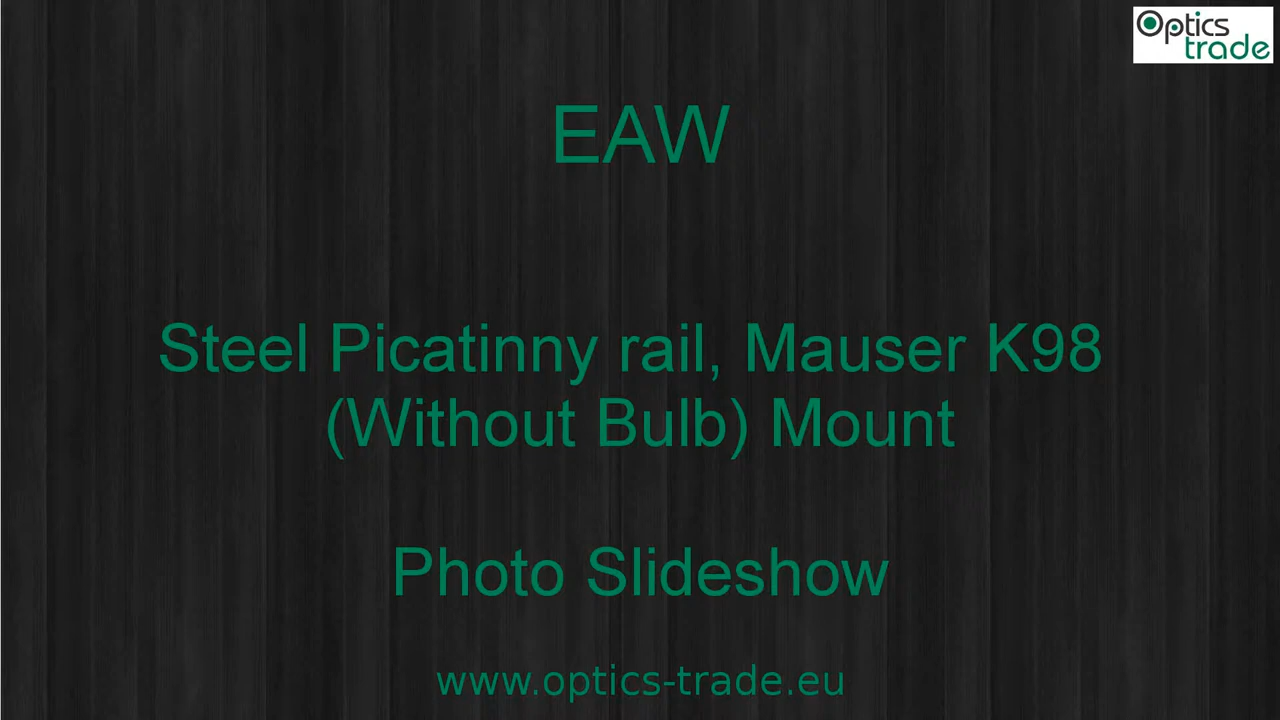 Optics
trade
EAW
Steel Picatinny rail, Mauser K98
(Without Bulb) Mount
Photo Slideshow
www.optics-trade.eu